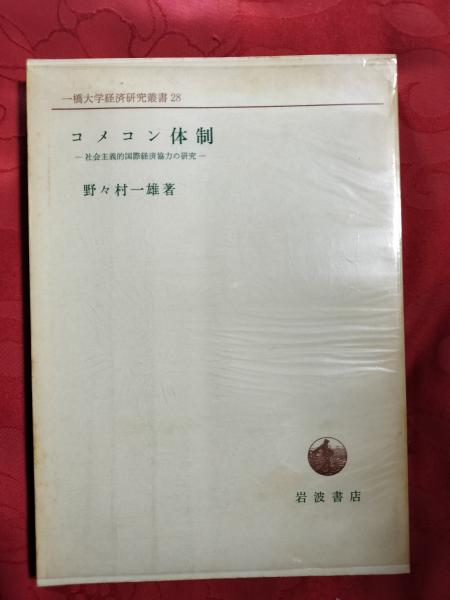 一橋大学経済研究叢書 28
コメコン体制
— 社会主義的国際経済協力の研究 —
野々村一雄著
岩波書店